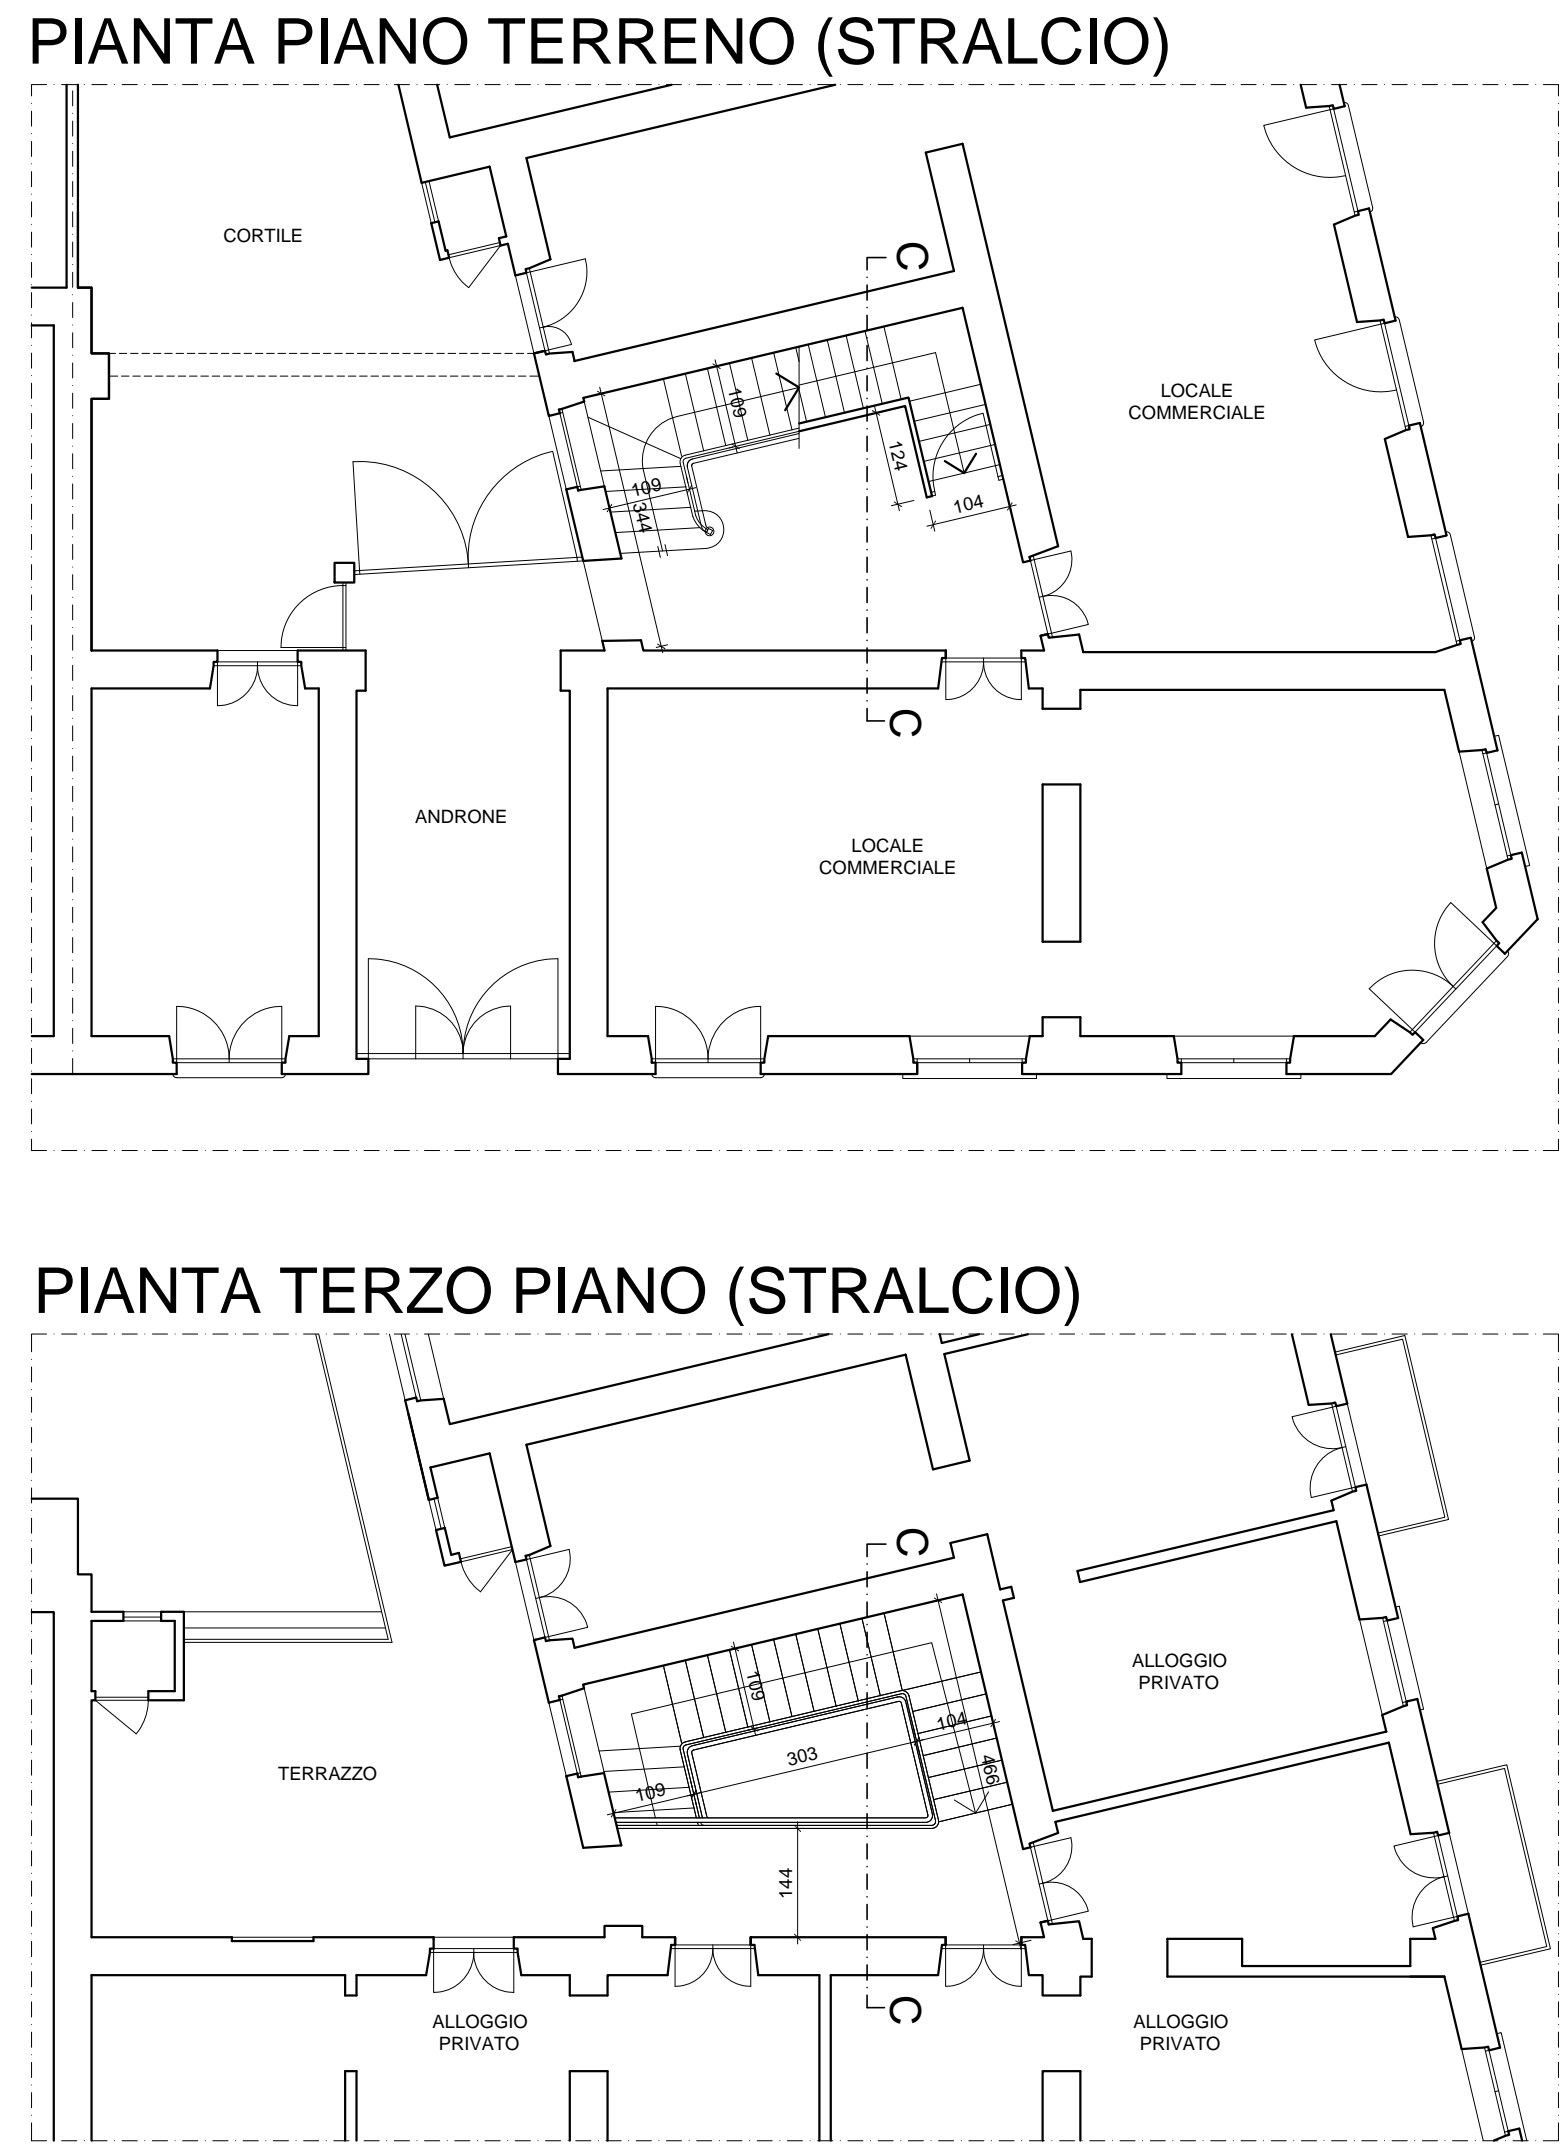 PIANTA PIANO TERRENO (STRALCIO)
CORTILE
C
109
LOCALE
COMMERCIALE
124
109
344
104
C
ANDRONE
LOCALE
COMMERCIALE
PIANTA TERZO PIANO (STRALCIO)
C
ALLOGGIO
PRIVATO
109
104
303
466
TERRAZZO
109
144
C
ALLOGGIO
PRIVATO
ALLOGGIO
PRIVATO